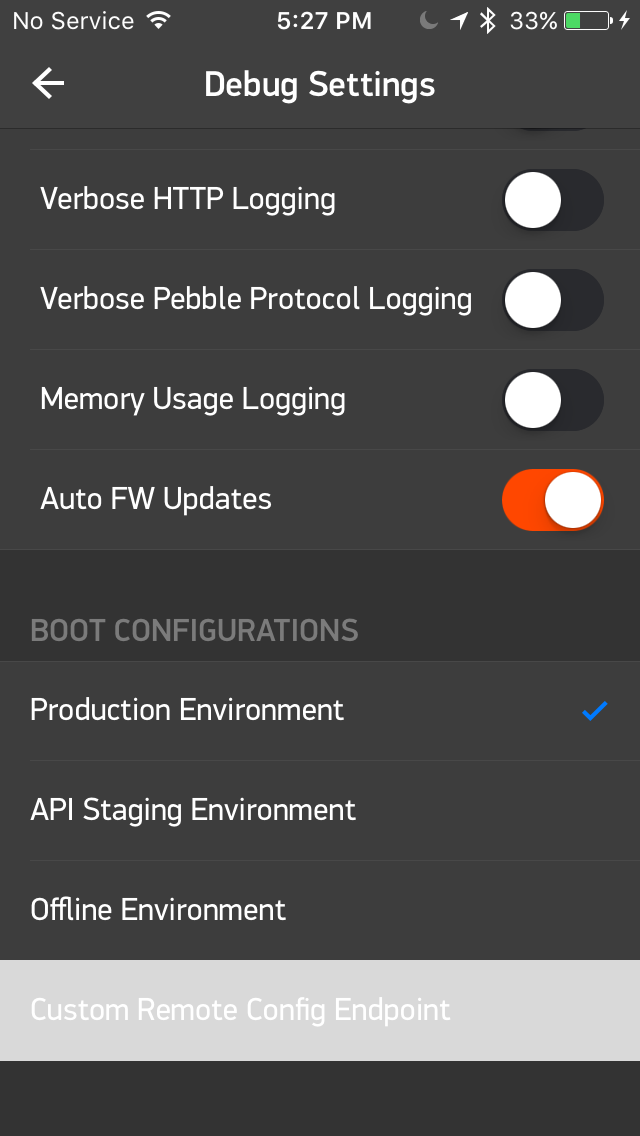 No Service 5:27 PM 33%
Debug Settings
Verbose HTTP Logging
Verbose Pebble Protocol Logging
Memory Usage Logging
Auto FW Updates
BOOT CONFIGURATIONS
Production Environment
API Staging Environment
Offline Environment
Custom Remote Config Endpoint